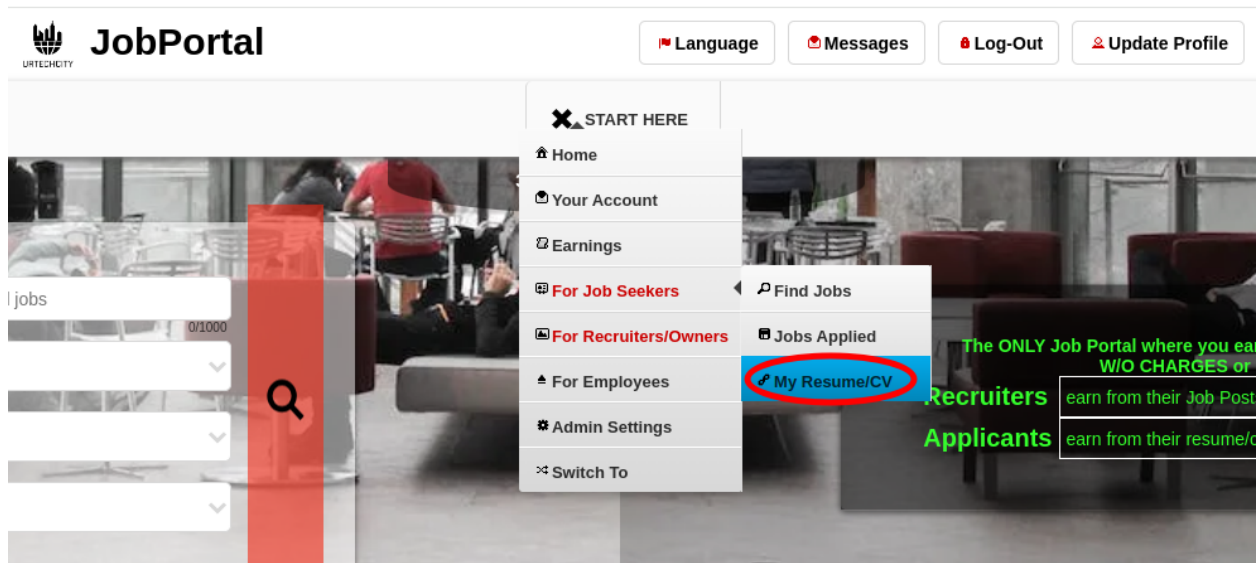 JobPortal
URTECHCITY
Language
Messages
Log-Out
Update Profile
START HERE
Home
Your Account
Earnings
For Job Seekers
For Recruiters/Owners
For Employees
Admin Settings
Switch To
Find Jobs
Jobs Applied
My Resume/CV
jobs
0/1000
The ONLY Job Portal where you ear
W/O CHARGES or
Recruiters
earn from their Job Post
Applicants
earn from their resume/c